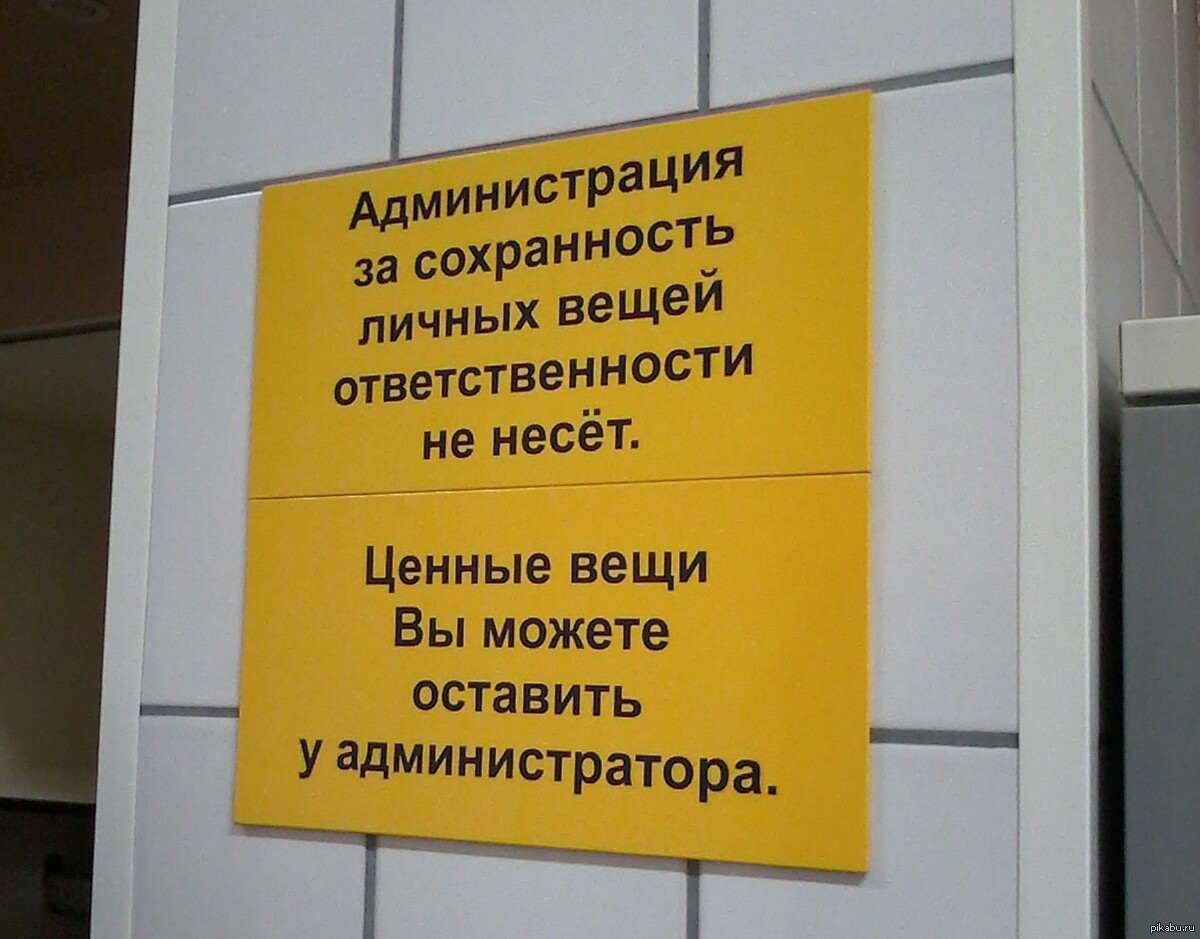 Администрация
за сохранность
личных вещей
ответственности
не несёт.
Ценные вещи
Вы можете
оставить
у администратора.
pikabu.ru